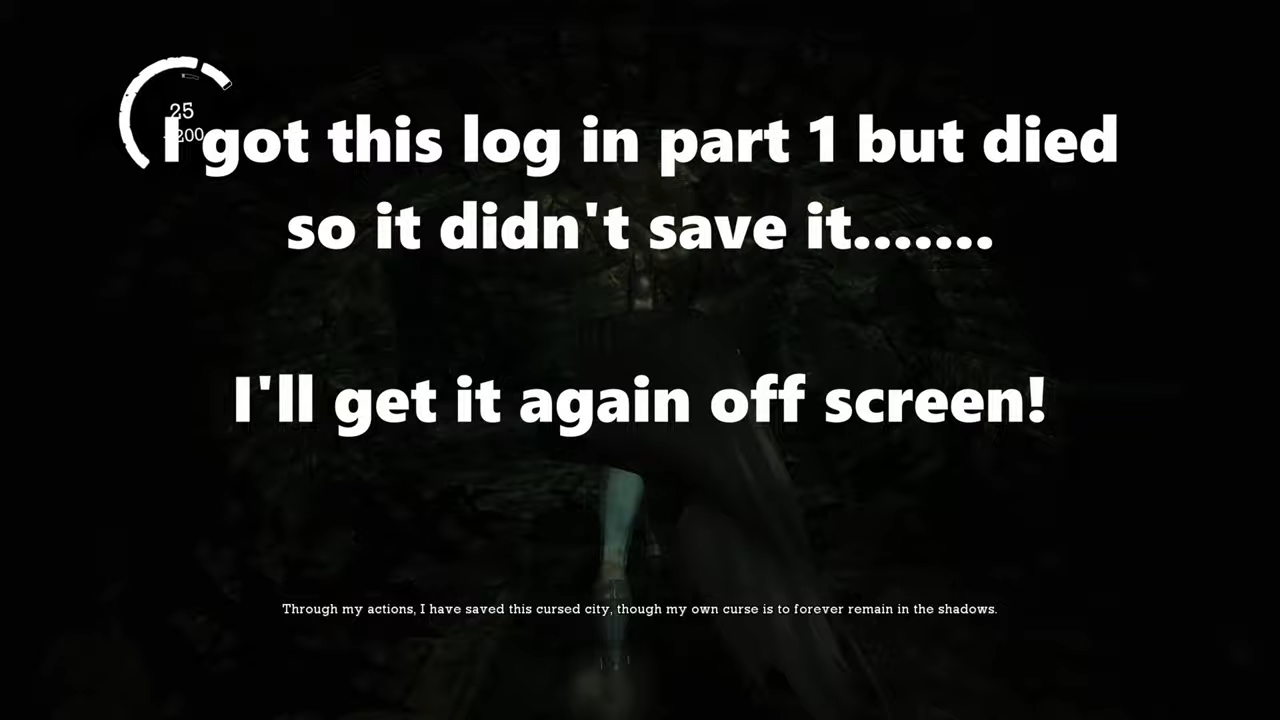 25
200
I got this log in part 1 but died
so it didn't save it.......
I'll get it again off screen!
Through my actions, I have saved this cursed city, though my own curse is to forever remain in the shadows.